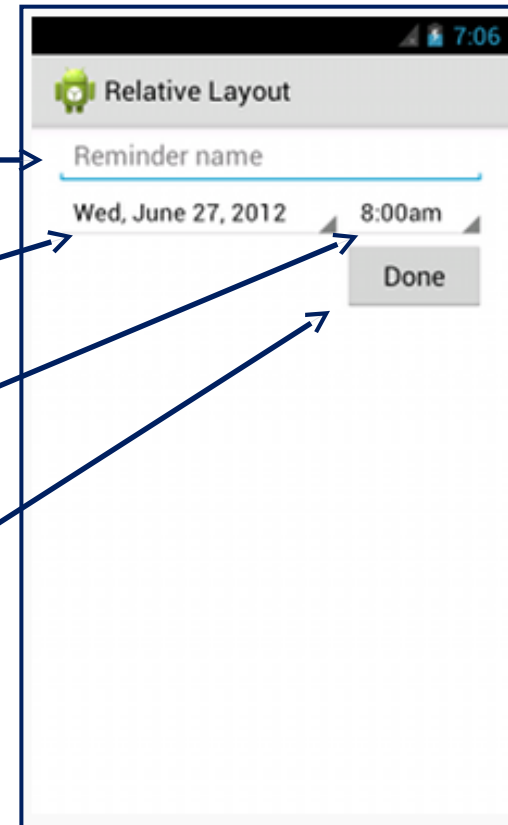 7:06
Relative Layout
Reminder name
Wed, June 27, 2012 8:00am
Done